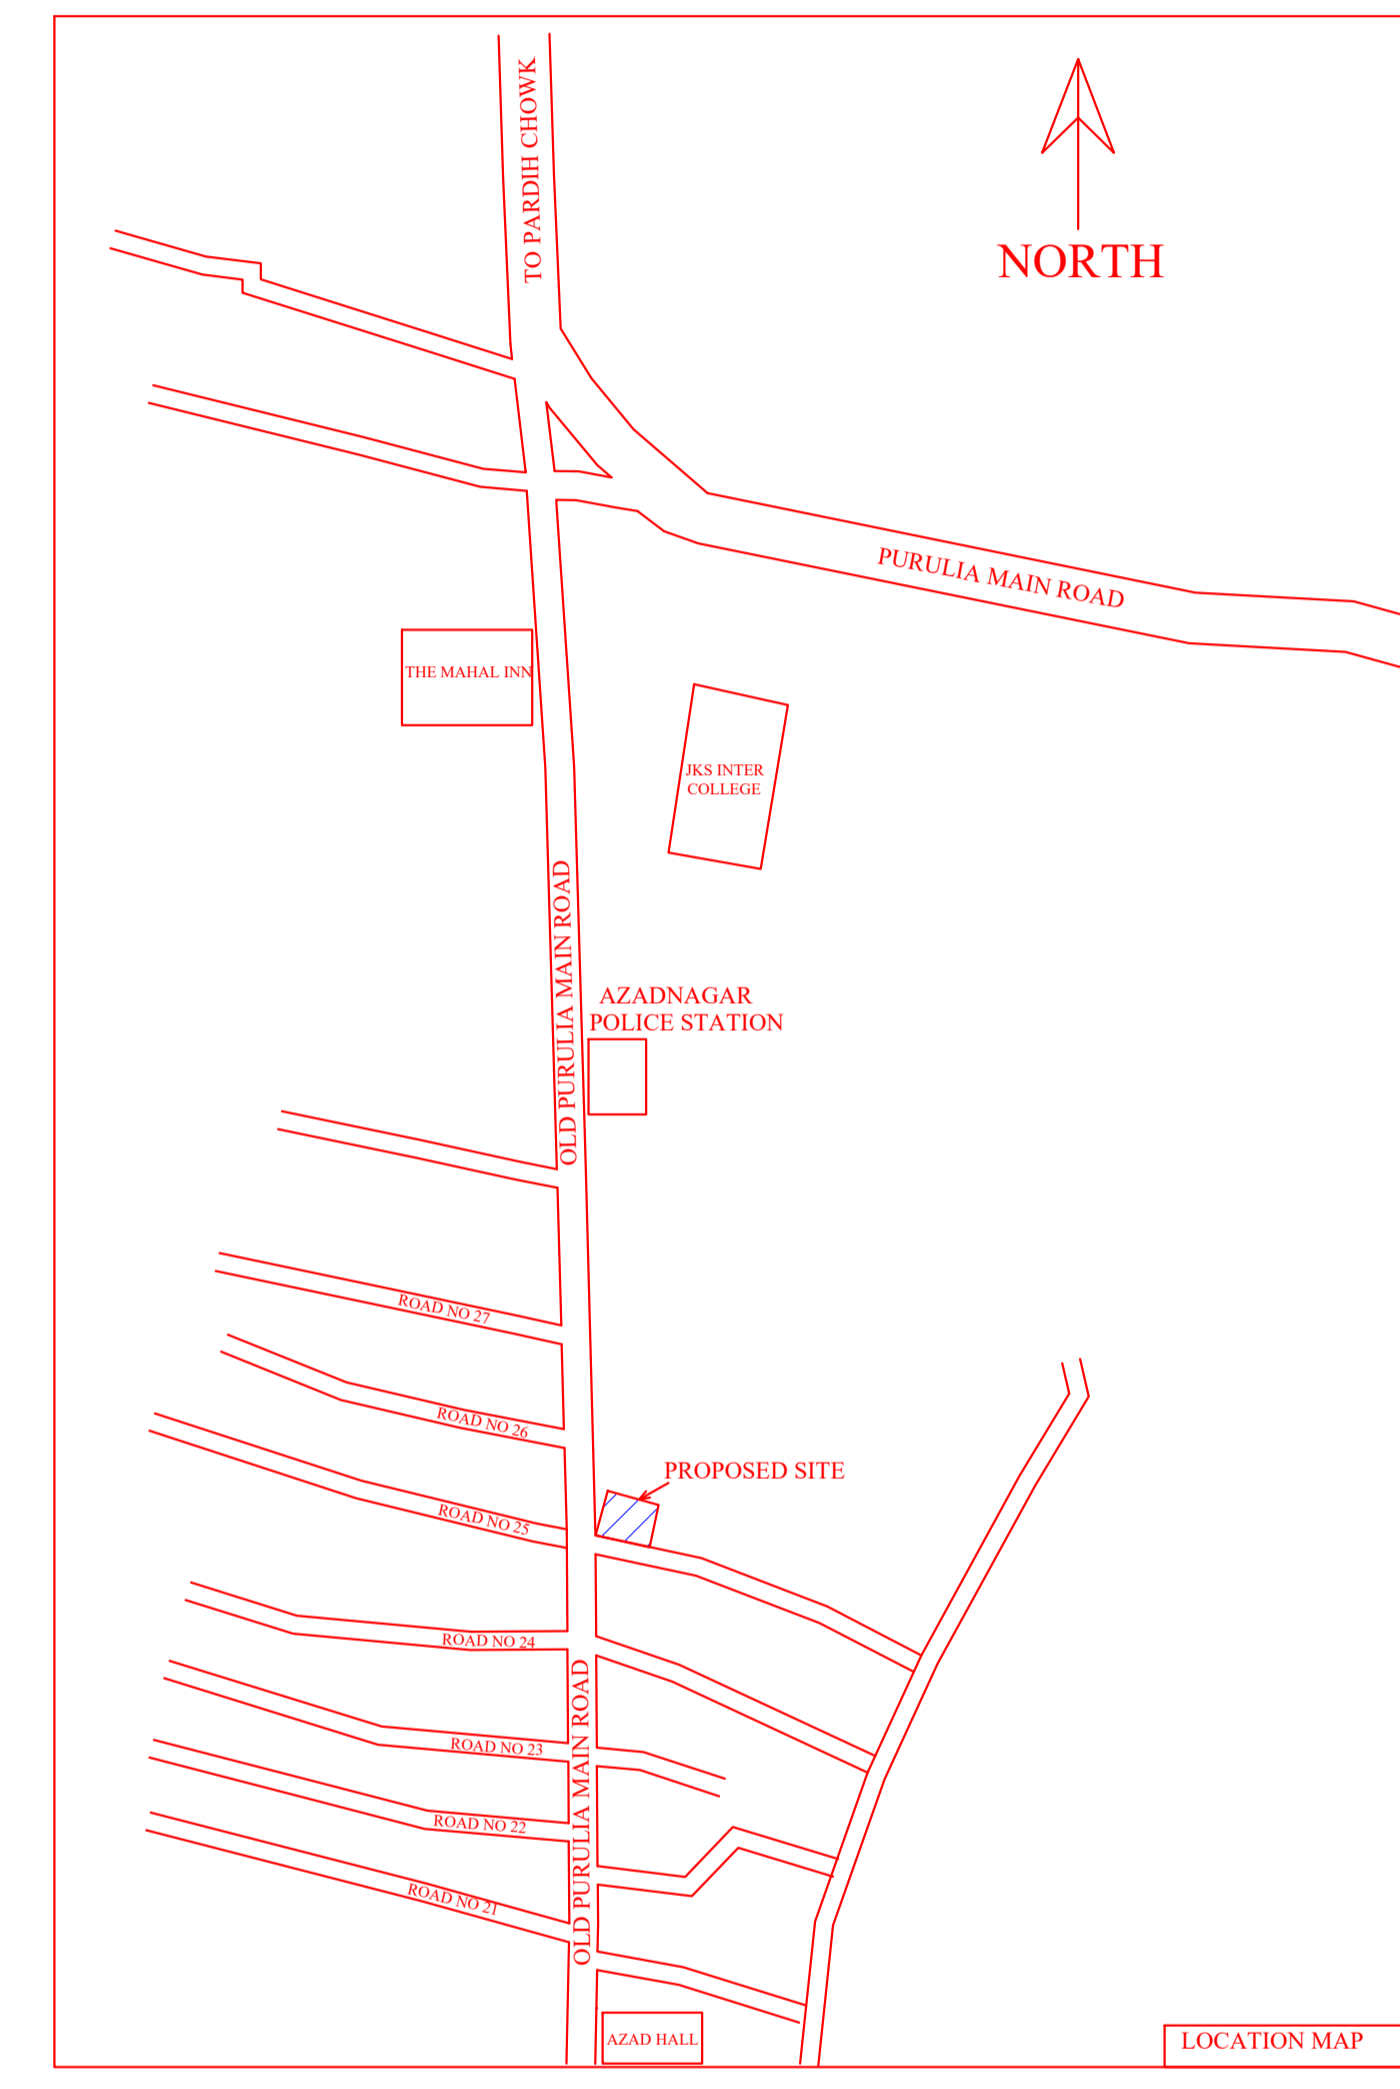 TO PARDIH CHOWK
NORTH
PURULIA MAIN ROAD
THE MAHAL INN
JKS INTER
COLLEGE
OLD PURULIA MAIN ROAD
AZADNAGAR
POLICE STATION
ROAD NO 27
ROAD NO 26
PROPOSED SITE
ROAD NO 25
ROAD NO 24
OLD PURULIA MAIN ROAD
ROAD NO 23
ROAD NO 22
ROAD NO 21
AZAD HALL
LOCATION MAP